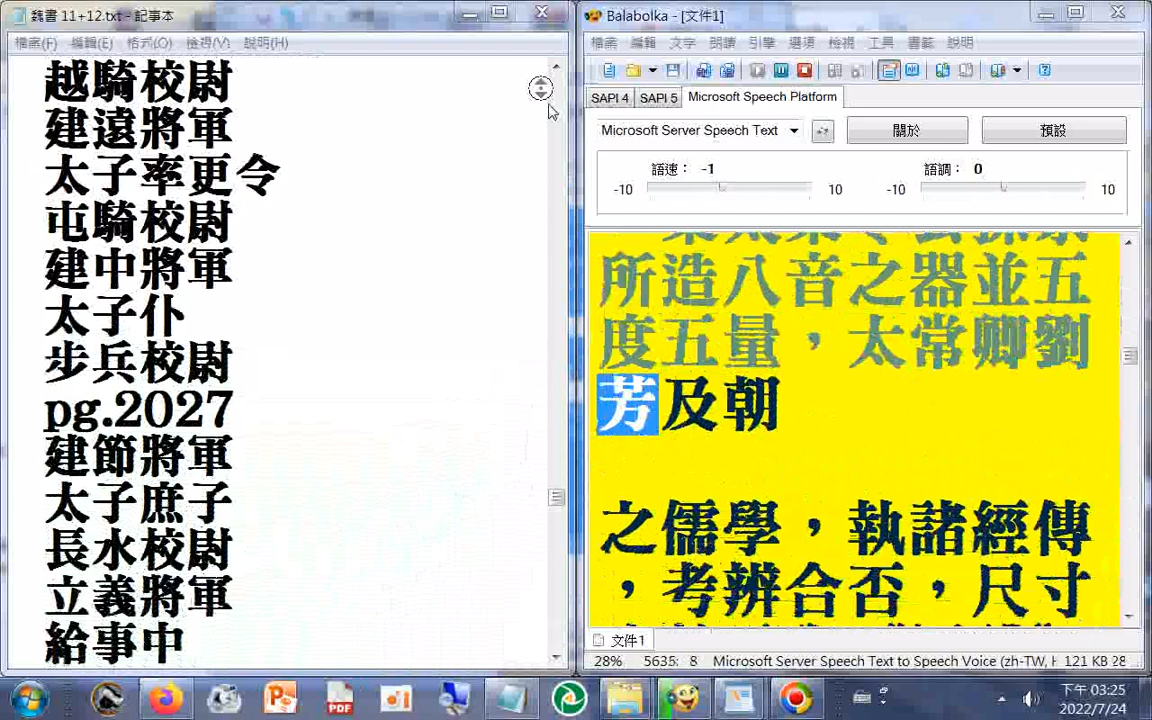 魏書 11+12.txt - 記事本
檔案(F) 編輯(E) 格式(O) 檢視(V) 說明(H)
越騎校尉
建遠將軍
太子率更令
屯騎校尉
建中將軍
太子仆
步兵校尉
pg.2027
建節將軍
太子庶子
長水校尉
立義將軍
給事中
Balabolka - [文件1]
檔案 編輯 文字 朗讀 引擎 選項 檢視 工具 書籤 說明
SAPI 4 SAPI 5 Microsoft Speech Platform
Microsoft Server Speech Text 關於 預設
語速: -1 語調: 0
-10 10 -10 10
所造八音之器並五
度五量，太常卿劉
芳及朝
之儒學，執諸經傳
，考辨合否，尺寸
文件1
28% 5635: 8 Microsoft Server Speech Text to Speech Voice (zh-TW, H 121 KB 28
PDF
下午 03:25
2022/7/24